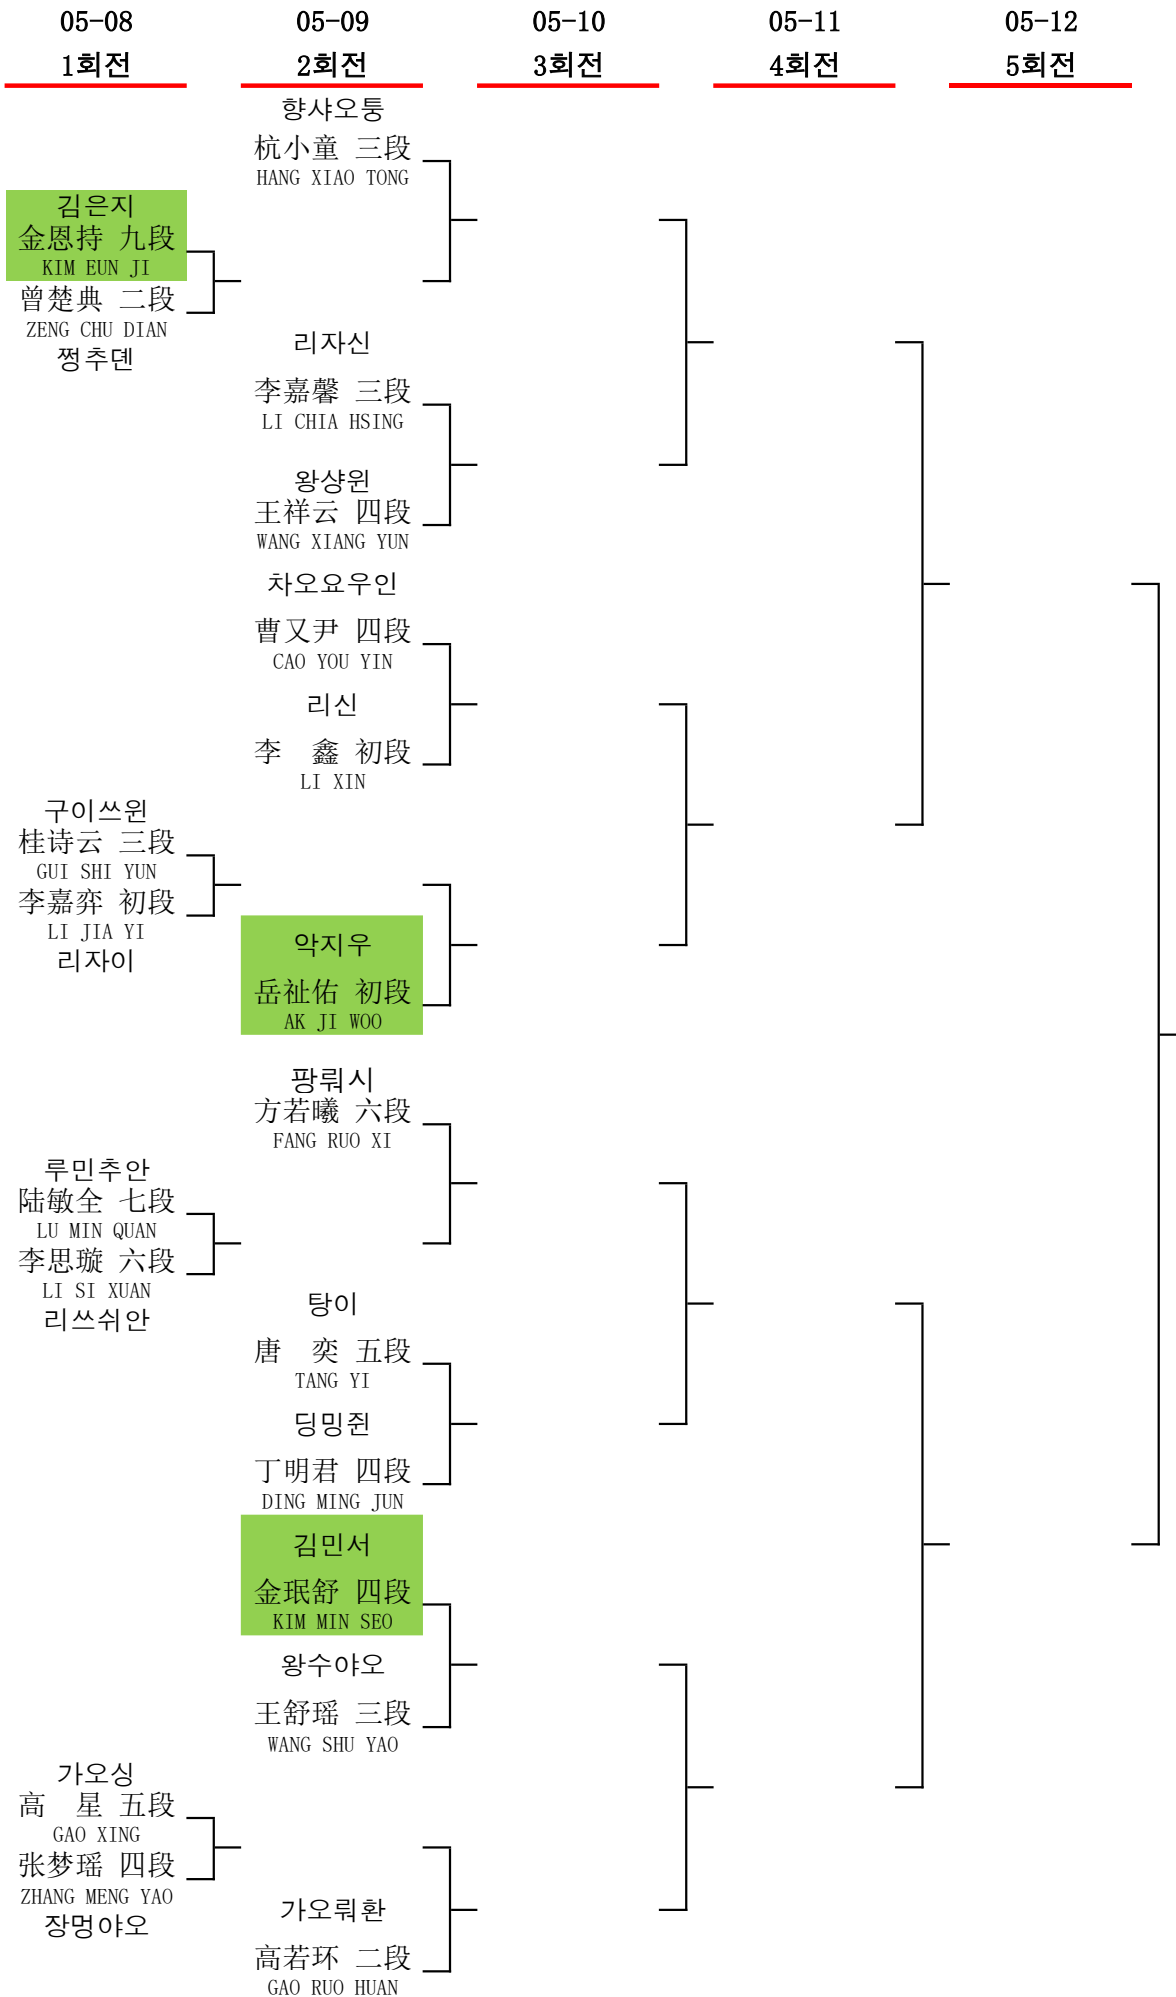 05-08
05-09
05-10
05-11
05-12
1회전
2회전
3회전
4회전
5회전
향샤오퉁
杭小童 三段
HANG XIAO TONG
김은지
金恩持 九段
KIM EUN JI
曾楚典 二段
ZENG CHU DIAN
쩡추뎬
리자신
李嘉馨 三段
LI CHIA HSING
왕샹윈
王祥云 四段
WANG XIANG YUN
차오요우인
曹又尹 四段
CAO YOU YIN
리신
李 鑫 初段
LI XIN
구이쓰윈
桂诗云 三段
GUI SHI YUN
李嘉弈 初段
LI JIA YI
리자이
악지우
岳祉佑 初段
AK JI WOO
팡뤄시
方若曦 六段
FANG RUO XI
루민추안
陆敏全 七段
LU MIN QUAN
李思璇 六段
LI SI XUAN
리쓰쉬안
탕이
唐 奕 五段
TANG YI
딩밍쥔
丁明君 四段
DING MING JUN
김민서
金珉舒 四段
KIM MIN SEO
왕수야오
王舒瑶 三段
WANG SHU YAO
가오싱
高 星 五段
GAO XING
张梦瑶 四段
ZHANG MENG YAO
장멍야오
가오뤄환
高若环 二段
GAO RUO HUAN